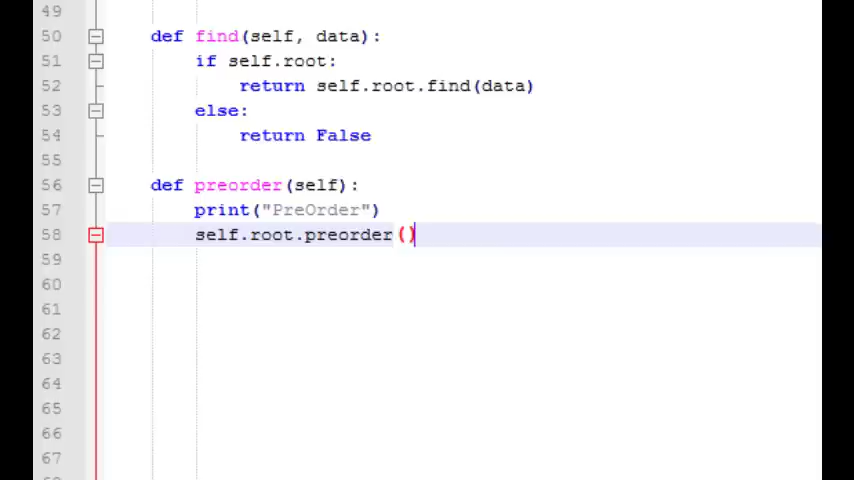 49
50 def find(self, data):
51 if self.root:
52 return self.root.find(data)
53 else:
54 return False
55
56 def preorder(self):
57 print("PreOrder")
58 self.root.preorder()
59
60
61
62
63
64
65
66
67